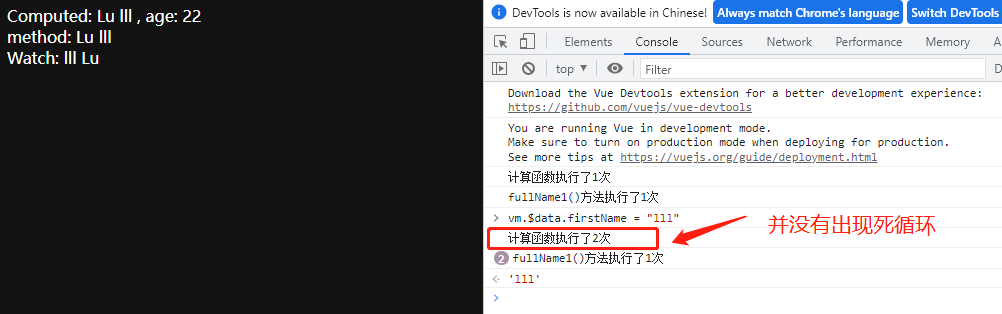 Computed: Lu lll , age: 22
method: Lu lll
Watch: lll Lu
DevTools is now available in Chinese! Always match Chrome's language Switch DevTools
Elements Console Sources Network Performance Memory A
top ▼ Filter D
Download the Vue Devtools extension for a better development experience:
https://github.com/vuejs/vue-devtools
You are running Vue in development mode.
Make sure to turn on production mode when deploying for production.
See more tips at https://vuejs.org/guide/deployment.html
计算函数执行了1次
fullName1()方法执行了1次
> vm.$data.firstName = "lll"
并没有出现死循环
计算函数执行了2次
2 fullName1()方法执行了1次
'lll'
>